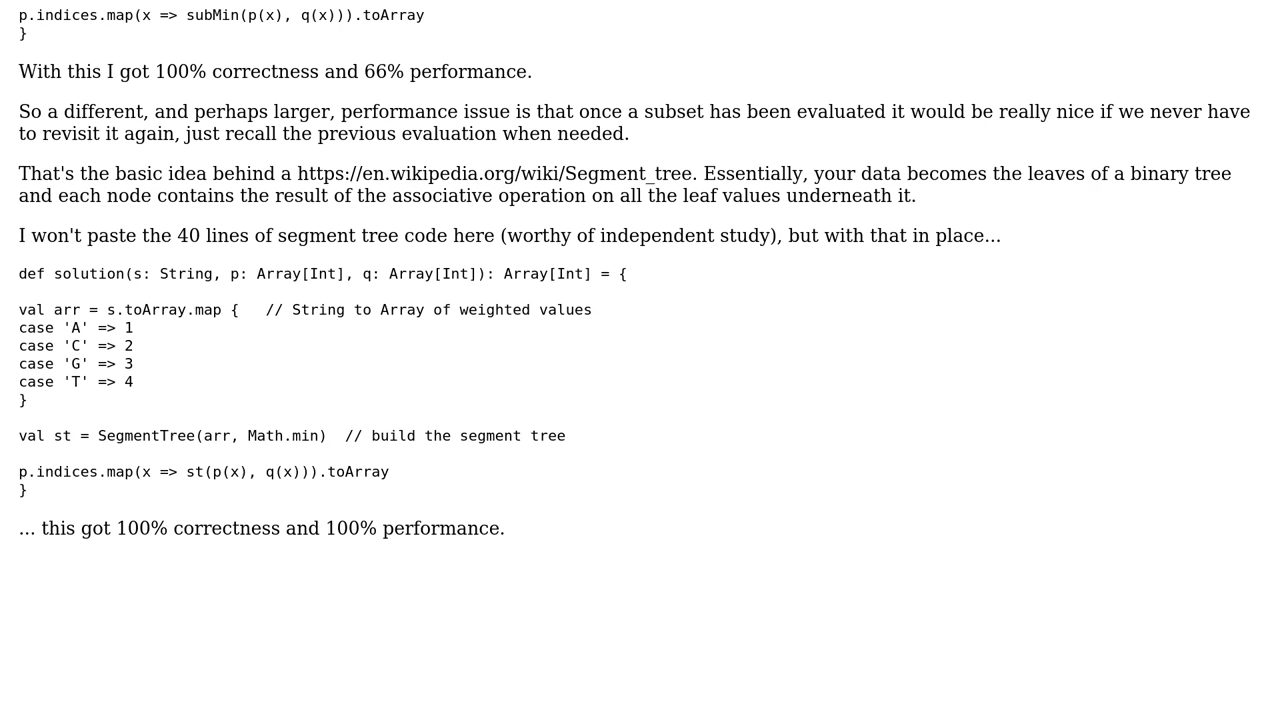 p.indices.map(x => subMin(p(x), q(x))).toArray
}
With this I got 100% correctness and 66% performance.
So a different, and perhaps larger, performance issue is that once a subset has been evaluated it would be really nice if we never have
to revisit it again, just recall the previous evaluation when needed.
That's the basic idea behind a https://en.wikipedia.org/wiki/Segment_tree. Essentially, your data becomes the leaves of a binary tree
and each node contains the result of the associative operation on all the leaf values underneath it.
I won't paste the 40 lines of segment tree code here (worthy of independent study), but with that in place...
def solution(s: String, p: Array[Int], q: Array[Int]): Array[Int] = {
val arr = s.toArray.map {   // String to Array of weighted values
case 'A' => 1
case 'C' => 2
case 'G' => 3
case 'T' => 4
}
val st = SegmentTree(arr, Math.min)  // build the segment tree
p.indices.map(x => st(p(x), q(x))).toArray
}
... this got 100% correctness and 100% performance.